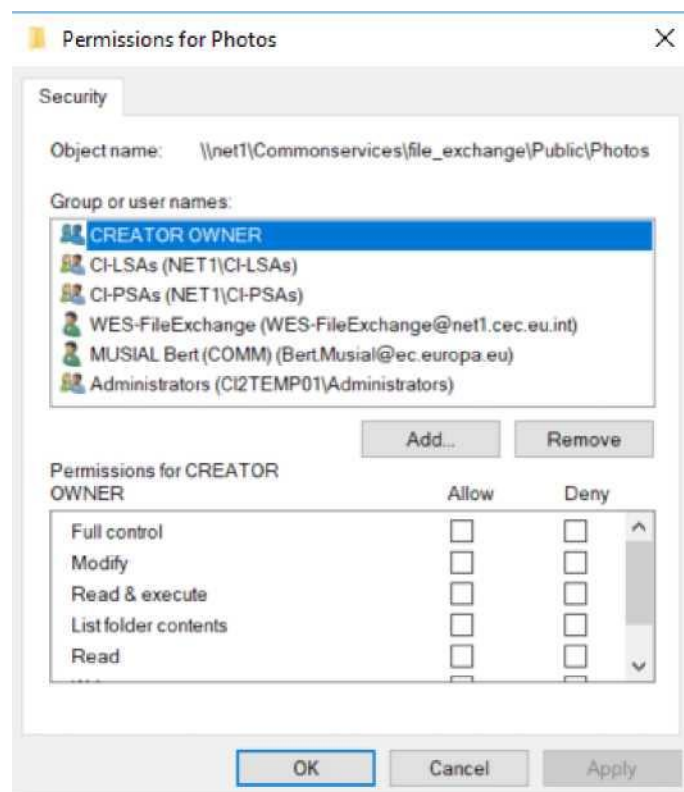 Permissions for Photos
Security
Object name: \\net1\Commonservices\file_exchange\Public\Photos
Group or user names:
CREATOR OWNER
CI-LSAs (NET1\CI-LSAs)
CI-PSAs (NET1\CI-PSAs)
WES-FileExchange (WES-FileExchange@net1.cec.eu.int)
MUSIAL Bert (COMM) (Bert.Musial@ec.europa.eu)
Administrators (CI2TEMP01\Administrators)
Add... Remove
Permissions for CREATOR
OWNER Allow Deny
Full control
Modify
Read & execute
List folder contents
Read
OK Cancel Apply